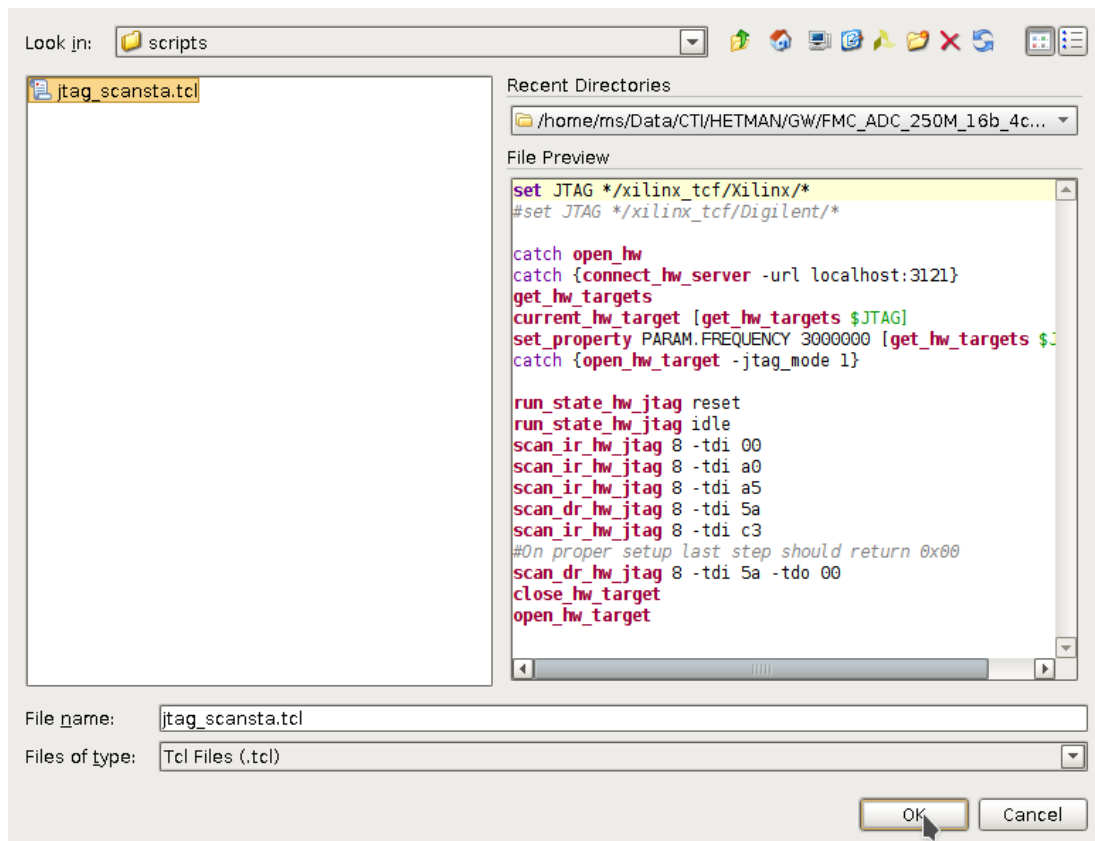 Look in: scripts
jtag_scansta.tcl
Recent Directories
/home/ms/Data/CTI/HETMAN/GW/FMC_ADC_250M_16b_4c...
File Preview
set JTAG */xilinx_tcf/Xilinx/*
#set JTAG */xilinx_tcf/Digilent/*
catch open_hw
catch {connect_hw_server -url localhost:3121}
get_hw_targets
current_hw_target [get_hw_targets $JTAG]
set_property PARAM.FREQUENCY 3000000 [get_hw_targets $J
catch {open_hw_target -jtag_mode 1}
run_state_hw_jtag reset
run_state_hw_jtag idle
scan_ir_hw_jtag 8 -tdi 00
scan_ir_hw_jtag 8 -tdi a0
scan_ir_hw_jtag 8 -tdi a5
scan_dr_hw_jtag 8 -tdi 5a
scan_ir_hw_jtag 8 -tdi c3
#On proper setup last step should return 0x00
scan_dr_hw_jtag 8 -tdi 5a -tdo 00
close_hw_target
open_hw_target
File name: jtag_scansta.tcl
Files of type: Tcl Files (.tcl)
OK Cancel